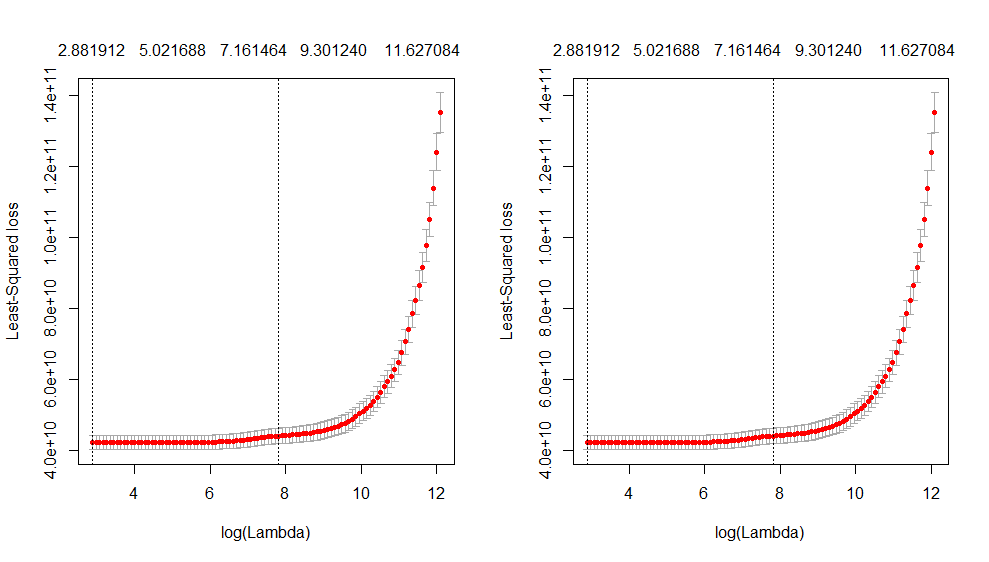 2.881912 5.021688 7.161464 9.301240 11.627084
Least-Squared loss
1.4e+11
1.2e+11
1.0e+11
8.0e+10
6.0e+10
4.0e+10
4 6 8 10 12
log(Lambda)
2.881912 5.021688 7.161464 9.301240 11.627084
Least-Squared loss
1.4e+11
1.2e+11
1.0e+11
8.0e+10
6.0e+10
4.0e+10
4 6 8 10 12
log(Lambda)